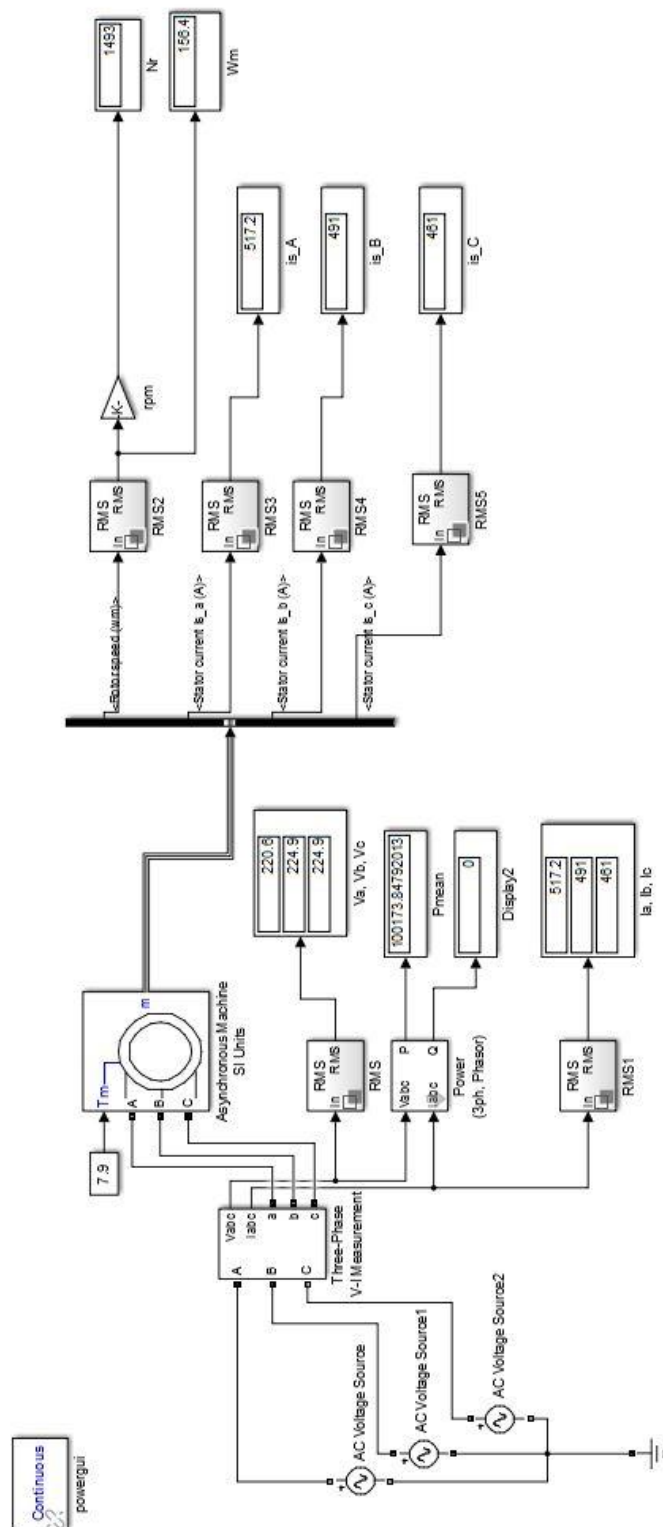 Continuous
powergui
AC Voltage Source
AC Voltage Source1
AC Voltage Source2
A
B
C
Vabc
Iabc
a
b
c
Three-Phase
V-I Measurement
7.9
Tm
A
B
C
m
Asynchronous Machine
SI Units
RMS
In
RMS
RMS
220.6
224.9
224.9
Va, Vb, Vc
Vabc
Iabc
P
Q
Power
(3ph, Phasor)
100173.84792013
Pmean
0
Display2
RMS
In
RMS
RMS1
517.2
491
461
Ia, Ib, Ic
<Rotor speed (wm)>
<Stator current is_a (A)>
<Stator current is_b (A)>
<Stator current is_c (A)>
RMS
In
RMS
RMS2
-K-
rpm
1493
Nr
156.4
Wm
RMS
In
RMS
RMS3
517.2
is_A
RMS
In
RMS
RMS4
491
is_B
RMS
In
RMS
RMS5
461
is_C